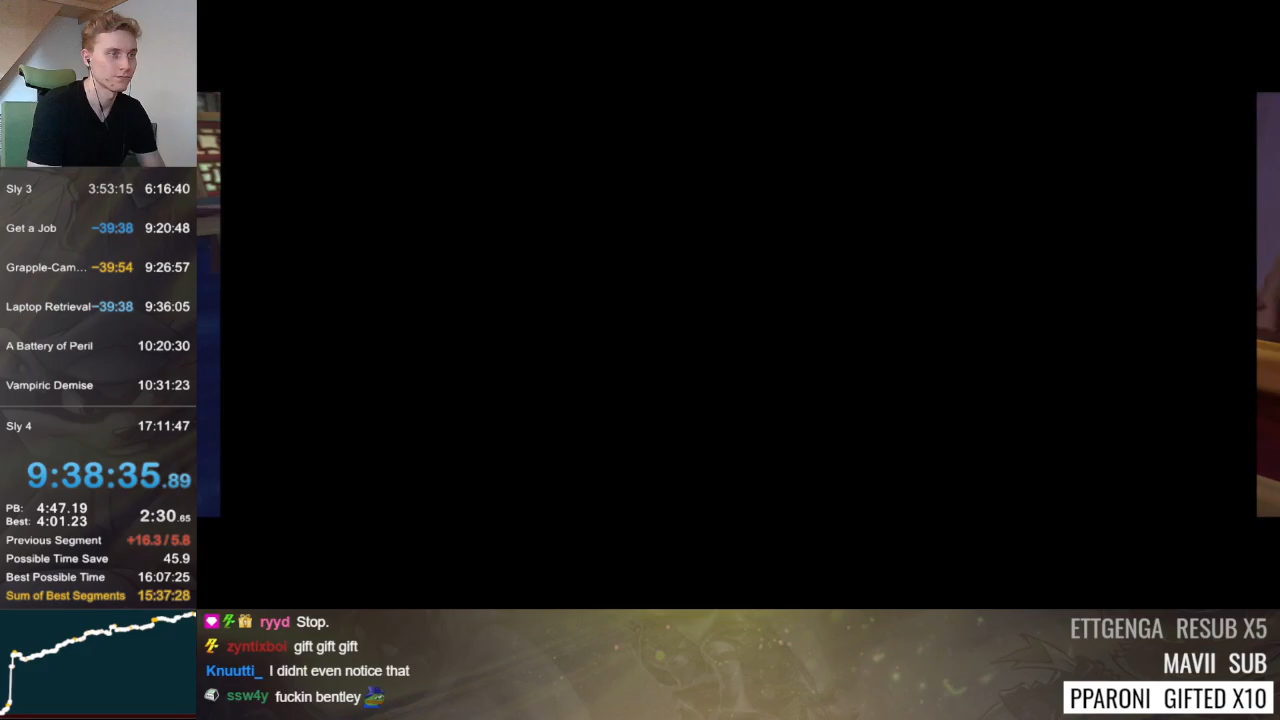 Sly 3 3:53:15 6:16:40
Get a Job −39:38 9:20:48
Grapple-Cam... −39:54 9:26:57
Laptop Retrieval −39:38 9:36:05
A Battery of Peril 10:20:30
Vampiric Demise 10:31:23
Sly 4 17:11:47
9:38:35.89
PB: 4:47.19
Best: 4:01.23 2:30.65
Previous Segment +16.3 / 5.8
Possible Time Save 45.9
Best Possible Time 16:07:25
Sum of Best Segments 15:37:28
ryyd Stop.
zyntixboi gift gift gift
Knuutti_ I didnt even notice that
ssw4y fuckin bentley
ETTGENGA RESUB X5
MAVII SUB
PPARONI GIFTED X10